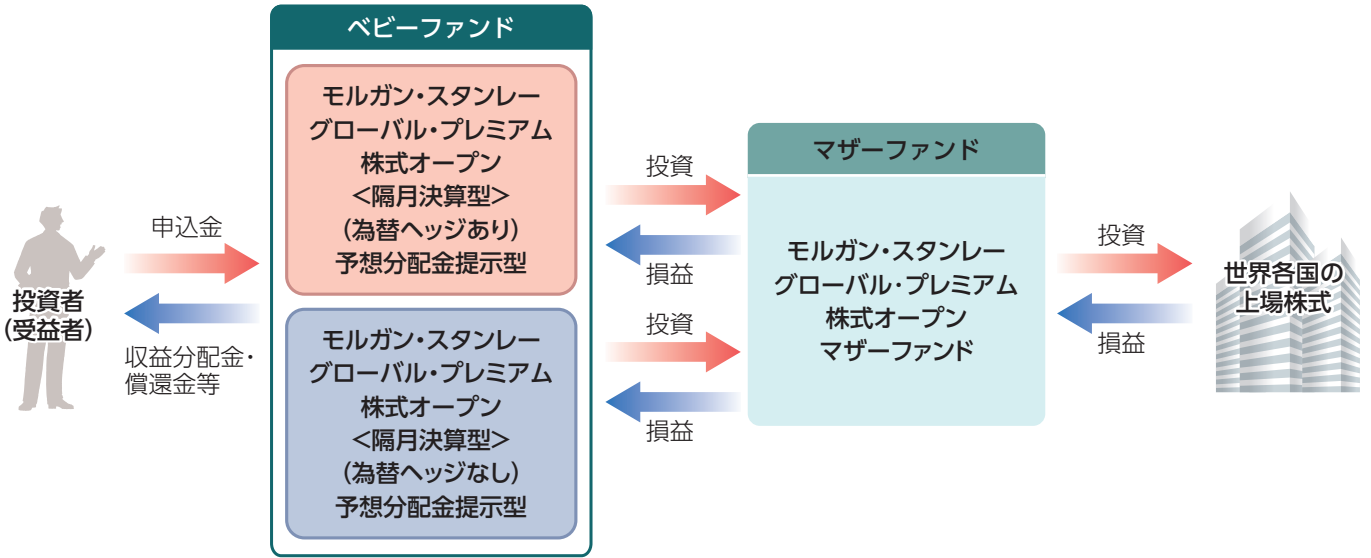 ベビーファンド
モルガン・スタンレー
グローバル・プレミアム
株式オープン
<隔月決算型>
(為替ヘッジあり)
予想分配金提示型
モルガン・スタンレー
グローバル・プレミアム
株式オープン
<隔月決算型>
(為替ヘッジなし)
予想分配金提示型
申込金
投資者
(受益者)
収益分配金・
償還金等
投資
損益
投資
損益
マザーファンド
モルガン・スタンレー
グローバル・プレミアム
株式オープン
マザーファンド
投資
損益
世界各国の
上場株式